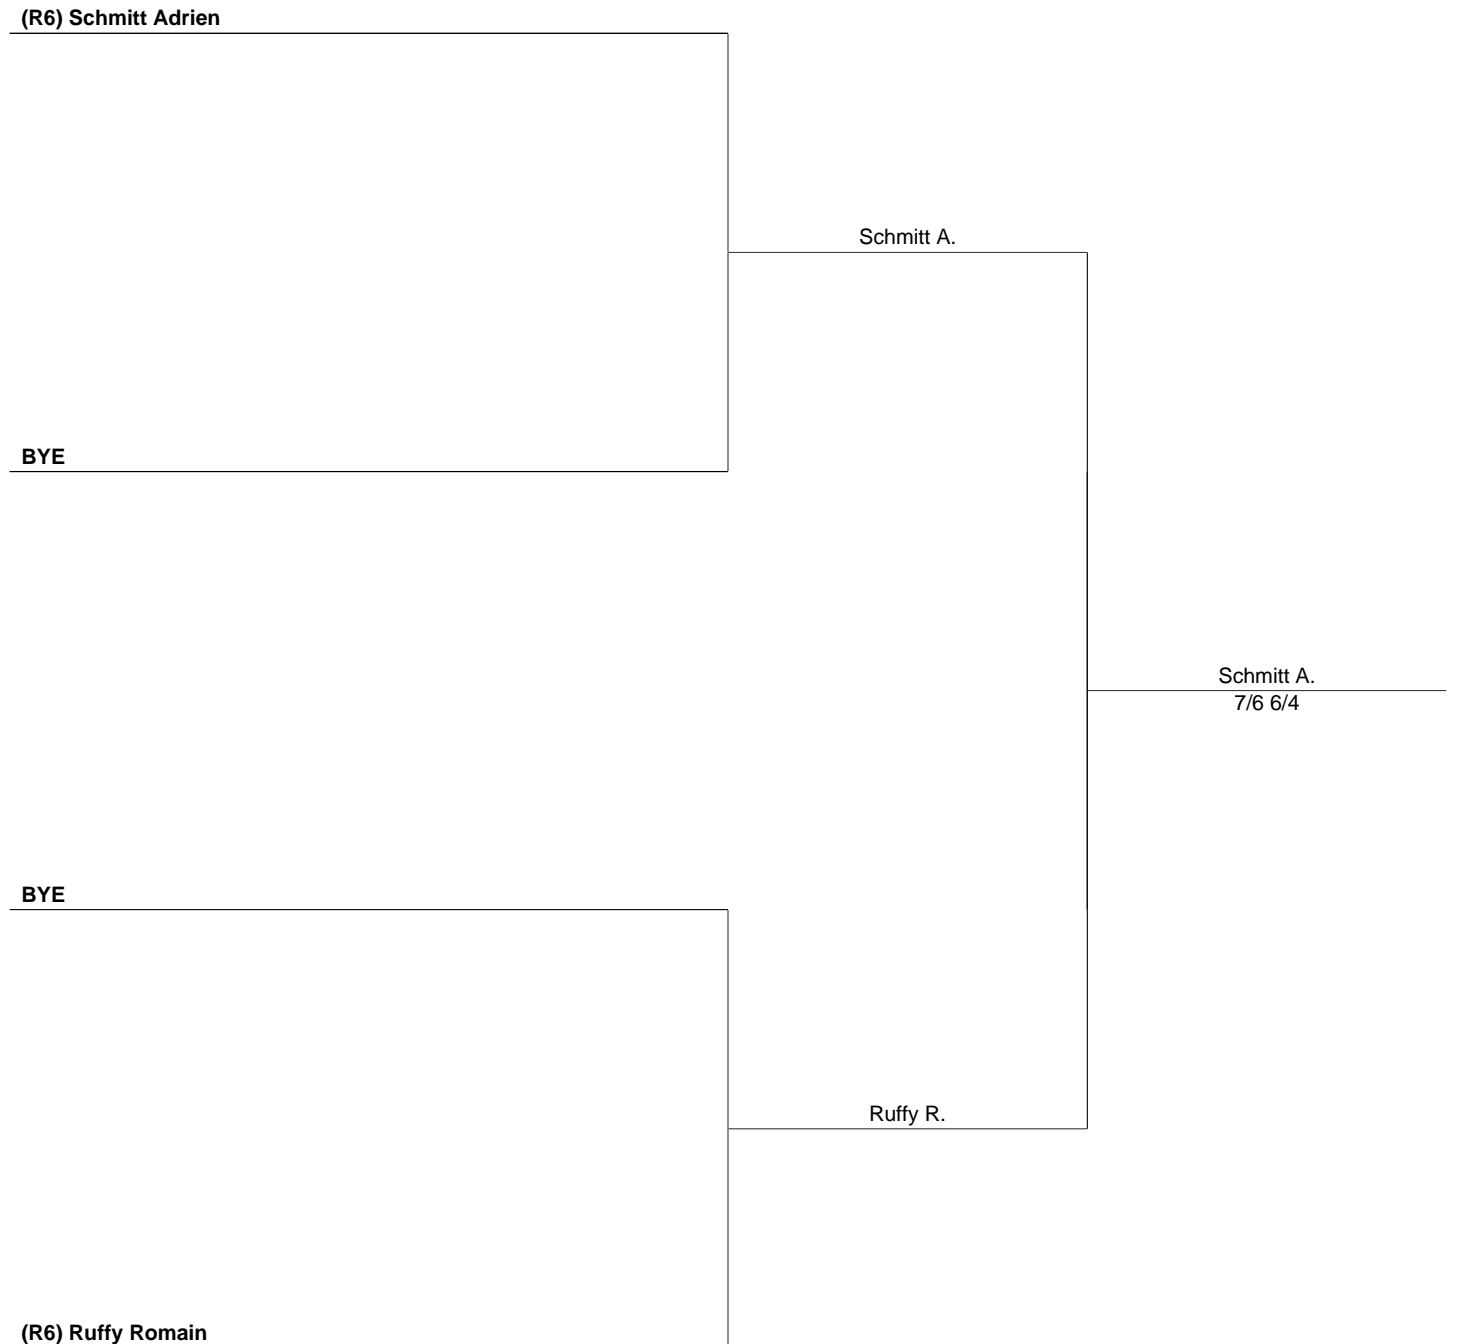 (R6) Schmitt Adrien
Schmitt A.
BYE
Schmitt A.
7/6 6/4
BYE
Ruffy R.
(R6) Ruffy Romain